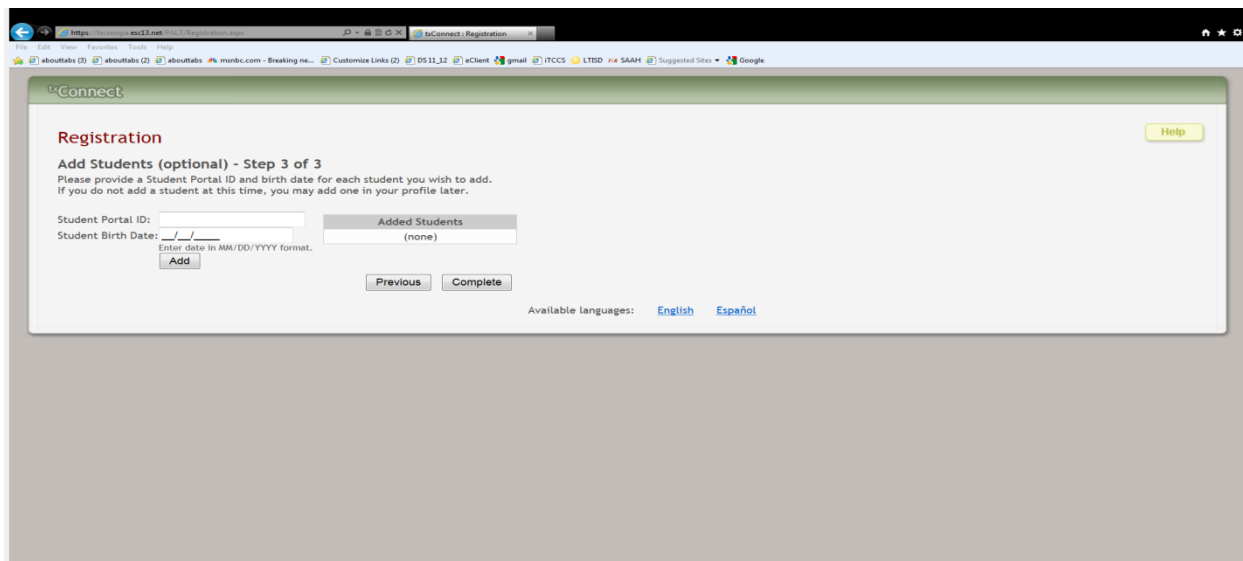 https://txconnpa.esc13.net/PALT/Registration.aspx
txConnect : Registration
File Edit View Favorites Tools Help
abouttabs (3) abouttabs (2) abouttabs msnbc.com - Breaking ne... Customize Links (2) DS 11_12 eClient gmail iTCCS LTISD SAAH Suggested Sites Google
txConnect
Registration
Help
Add Students (optional) - Step 3 of 3
Please provide a Student Portal ID and birth date for each student you wish to add.
If you do not add a student at this time, you may add one in your profile later.
Student Portal ID:
Added Students
Student Birth Date: __/__/____
(none)
Enter date in MM/DD/YYYY format.
Add
Previous Complete
Available languages: English Español